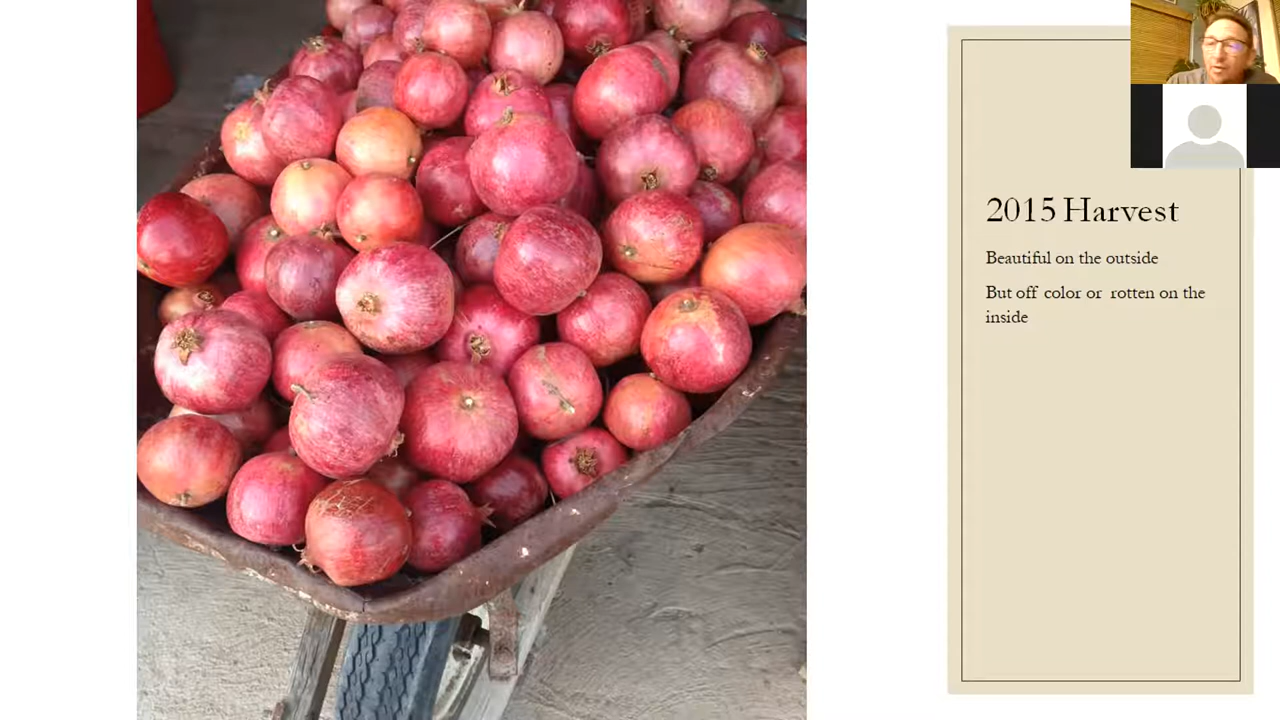 2015 Harvest
Beautiful on the outside
But off color or rotten on the
inside